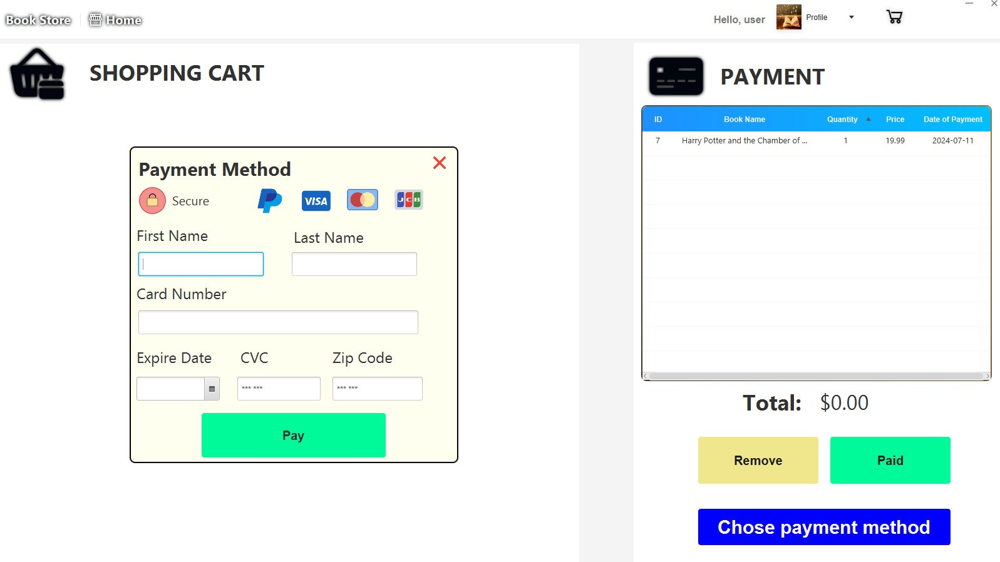 Book Store
Home
Hello, user
Profile
SHOPPING CART
Payment Method
Secure
VISA
JCB
First Name
Last Name
Card Number
Expire Date
CVC
Zip Code
*** ***
*** ***
Pay
PAYMENT
ID Book Name Quantity Price Date of Payment
7 Harry Potter and the Chamber of ... 1 19.99 2024-07-11
Total: $0.00
Remove
Paid
Chose payment method